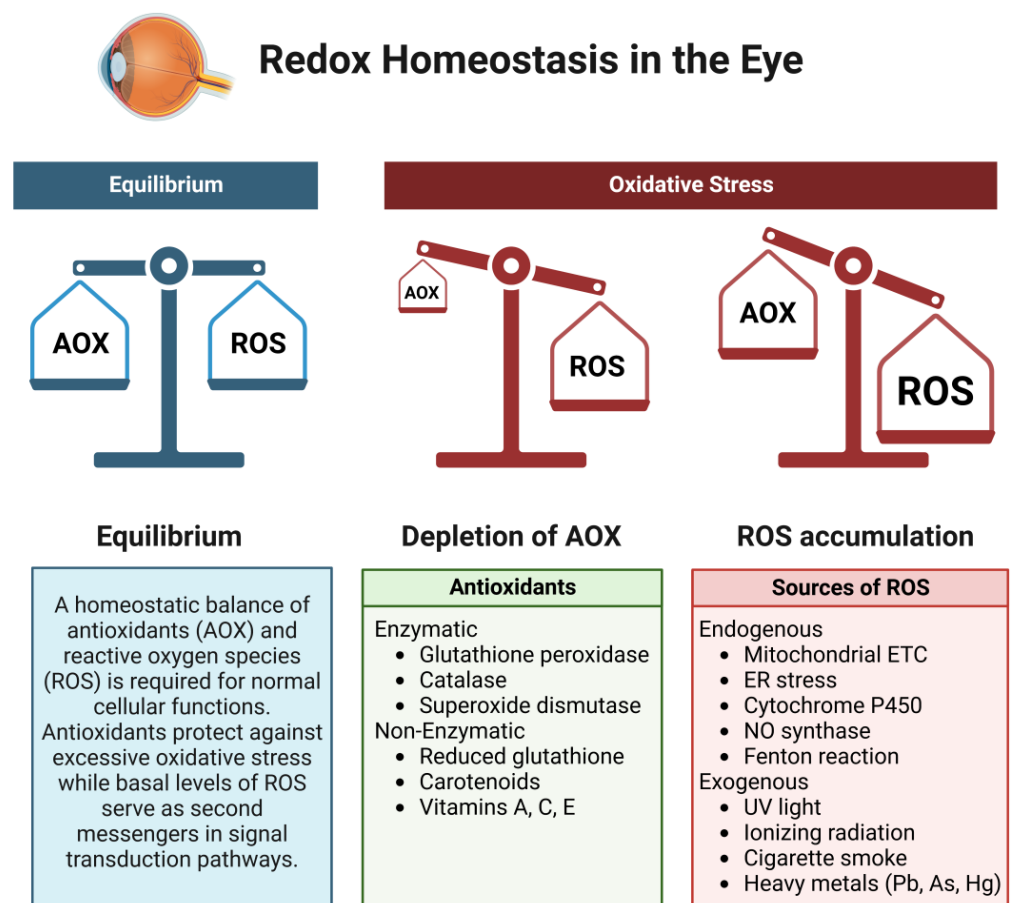 Redox Homeostasis in the Eye
Equilibrium
Oxidative Stress
AOX
ROS
AOX
ROS
AOX
ROS
Equilibrium
A homeostatic balance of
antioxidants (AOX) and
reactive oxygen species
(ROS) is required for normal
cellular functions.
Antioxidants protect against
excessive oxidative stress
while basal levels of ROS
serve as second
messengers in signal
transduction pathways.
Depletion of AOX
Antioxidants
Enzymatic
• Glutathione peroxidase
• Catalase
• Superoxide dismutase
Non-Enzymatic
• Reduced glutathione
• Carotenoids
• Vitamins A, C, E
ROS accumulation
Sources of ROS
Endogenous
• Mitochondrial ETC
• ER stress
• Cytochrome P450
• NO synthase
• Fenton reaction
Exogenous
• UV light
• Ionizing radiation
• Cigarette smoke
• Heavy metals (Pb, As, Hg)